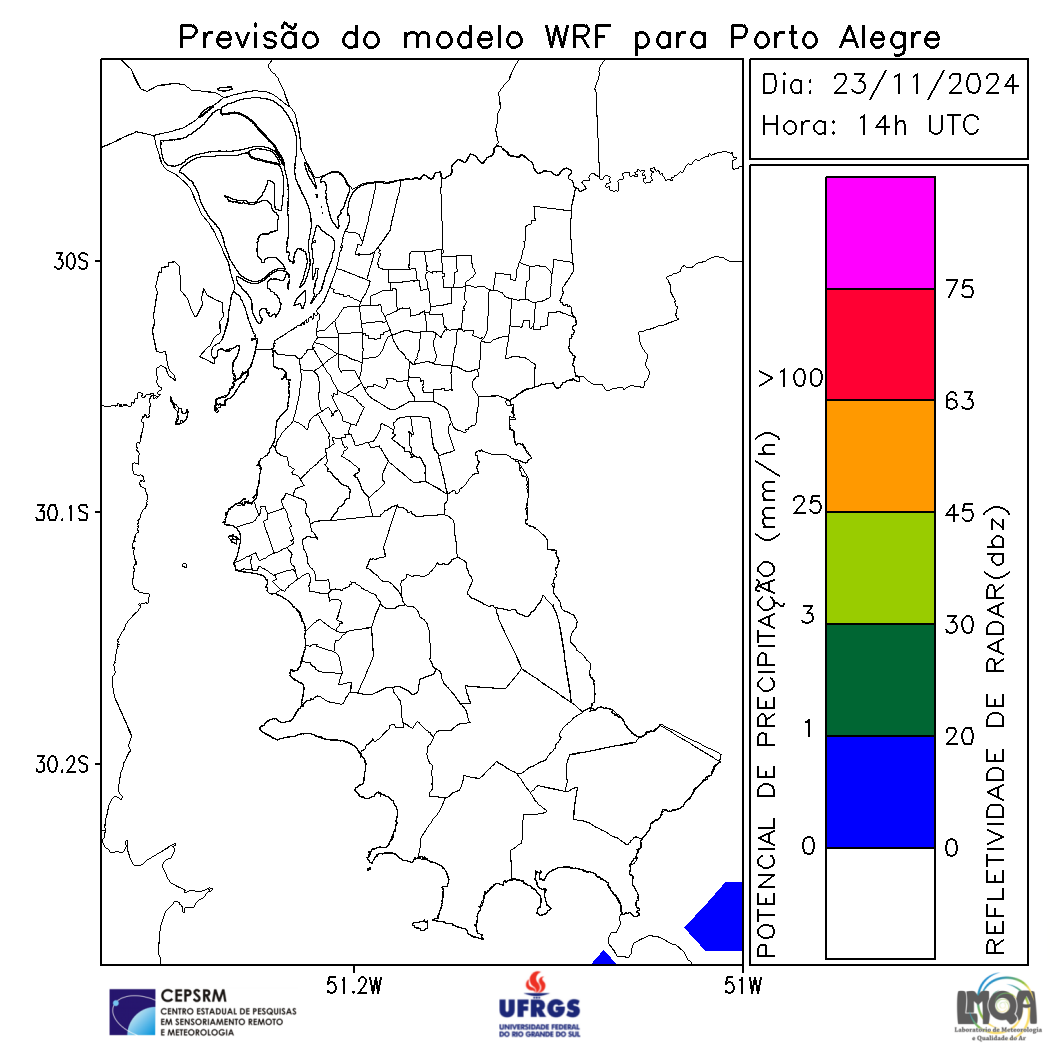 Previsão do modelo WRF para Porto Alegre
Dia: 23/11/2024
Hora: 14h UTC
30S
30.1S
30.2S
51.2W
51W
POTENCIAL DE PRECIPITAÇÃO (mm/h)
>100
25
3
1
0
75
63
45
30
20
0
REFLETIVIDADE DE RADAR(dbz)
CEPSRM
CENTRO ESTADUAL DE PESQUISAS
EM SENSORIAMENTO REMOTO
E METEOROLOGIA
UFRGS
UNIVERSIDADE FEDERAL
DO RIO GRANDE DO SUL
LMQA
Laboratório de Meteorologia
e Qualidade do Ar